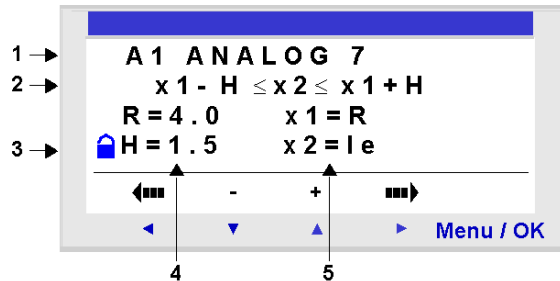 1 A1 ANALOG 7
2 x1 - H ≤ x2 ≤ x1 + H
R = 4.0 x1 = R
3 H = 1.5 x2 = Ie
- +
Menu / OK
4 5